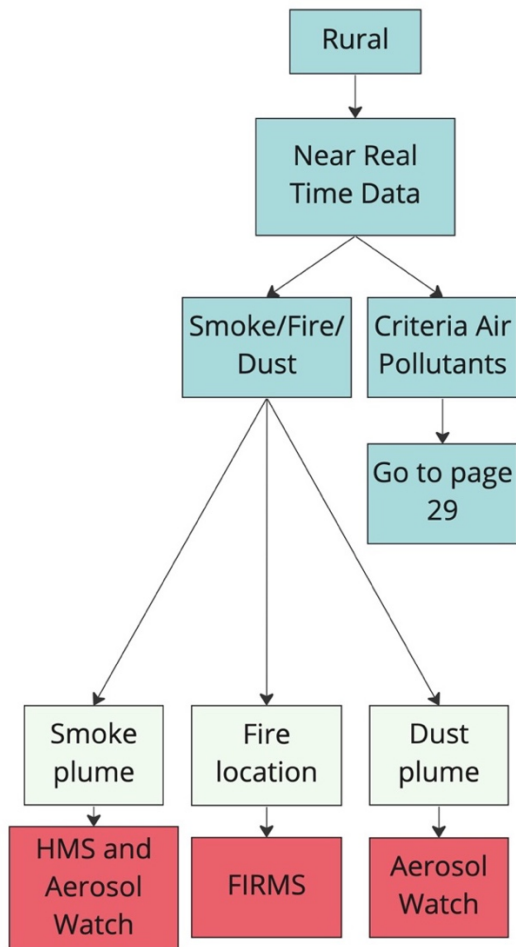 Rural
Near Real
Time Data
Smoke/Fire/
Dust
Criteria Air
Pollutants
Go to page
29
Smoke
plume
Fire
location
Dust
plume
HMS and
Aerosol
Watch
FIRMS
Aerosol
Watch